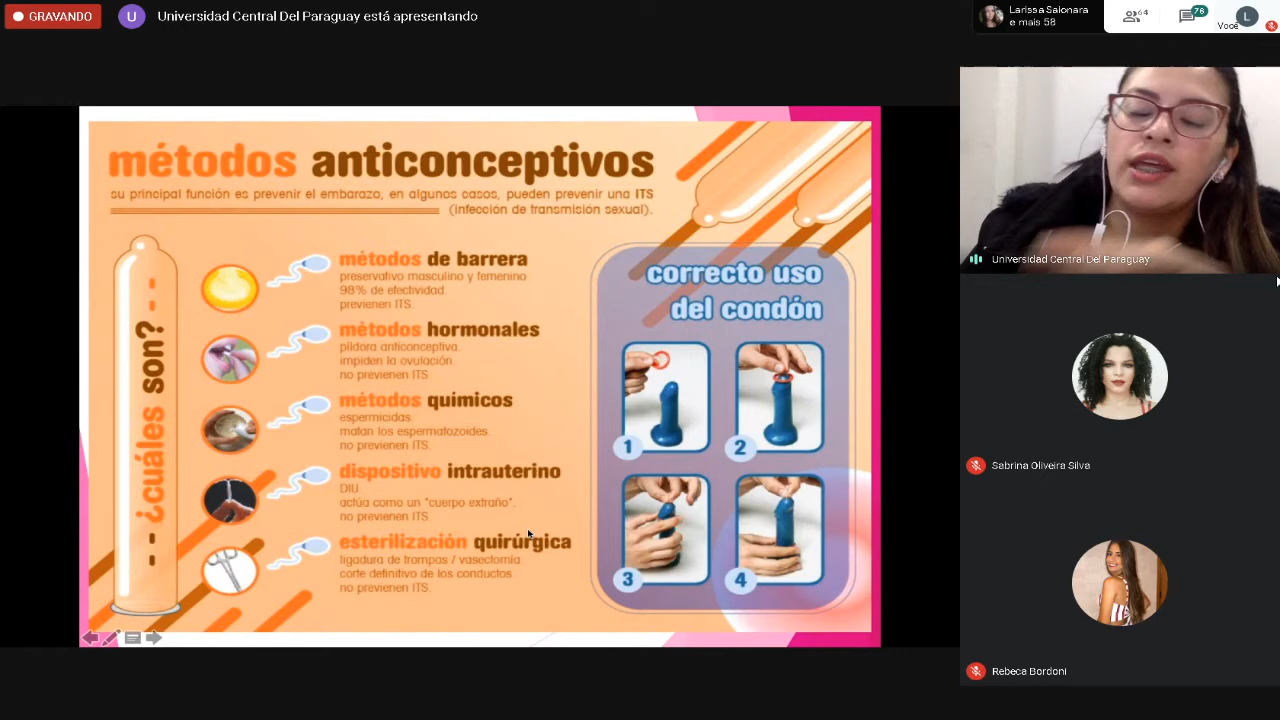 GRAVANDO
U
Universidad Central Del Paraguay está apresentando
Larissa Saionara
e mais 58
64
76
L
Você
métodos anticonceptivos
su principal función es prevenir el embarazo, en algunos casos, pueden prevenir una ITS
(infección de transmisión sexual).
¿cuáles son?
métodos de barrera
preservativo masculino y femenino
98% de efectividad.
previenen ITS.
métodos hormonales
píldora anticonceptiva.
impiden la ovulación.
no previenen ITS
métodos químicos
espermicidas.
matan los espermatozoides.
no previenen ITS.
dispositivo intrauterino
DIU
actúa como un "cuerpo extraño".
no previenen ITS
esterilización quirúrgica
ligadura de trompas / vasectomía
corte definitivo de los conductos.
no previenen ITS.
correcto uso
del condón
1
2
3
4
Universidad Central Del Paraguay
Sabrina Oliveira Silva
Rebeca Bordoni